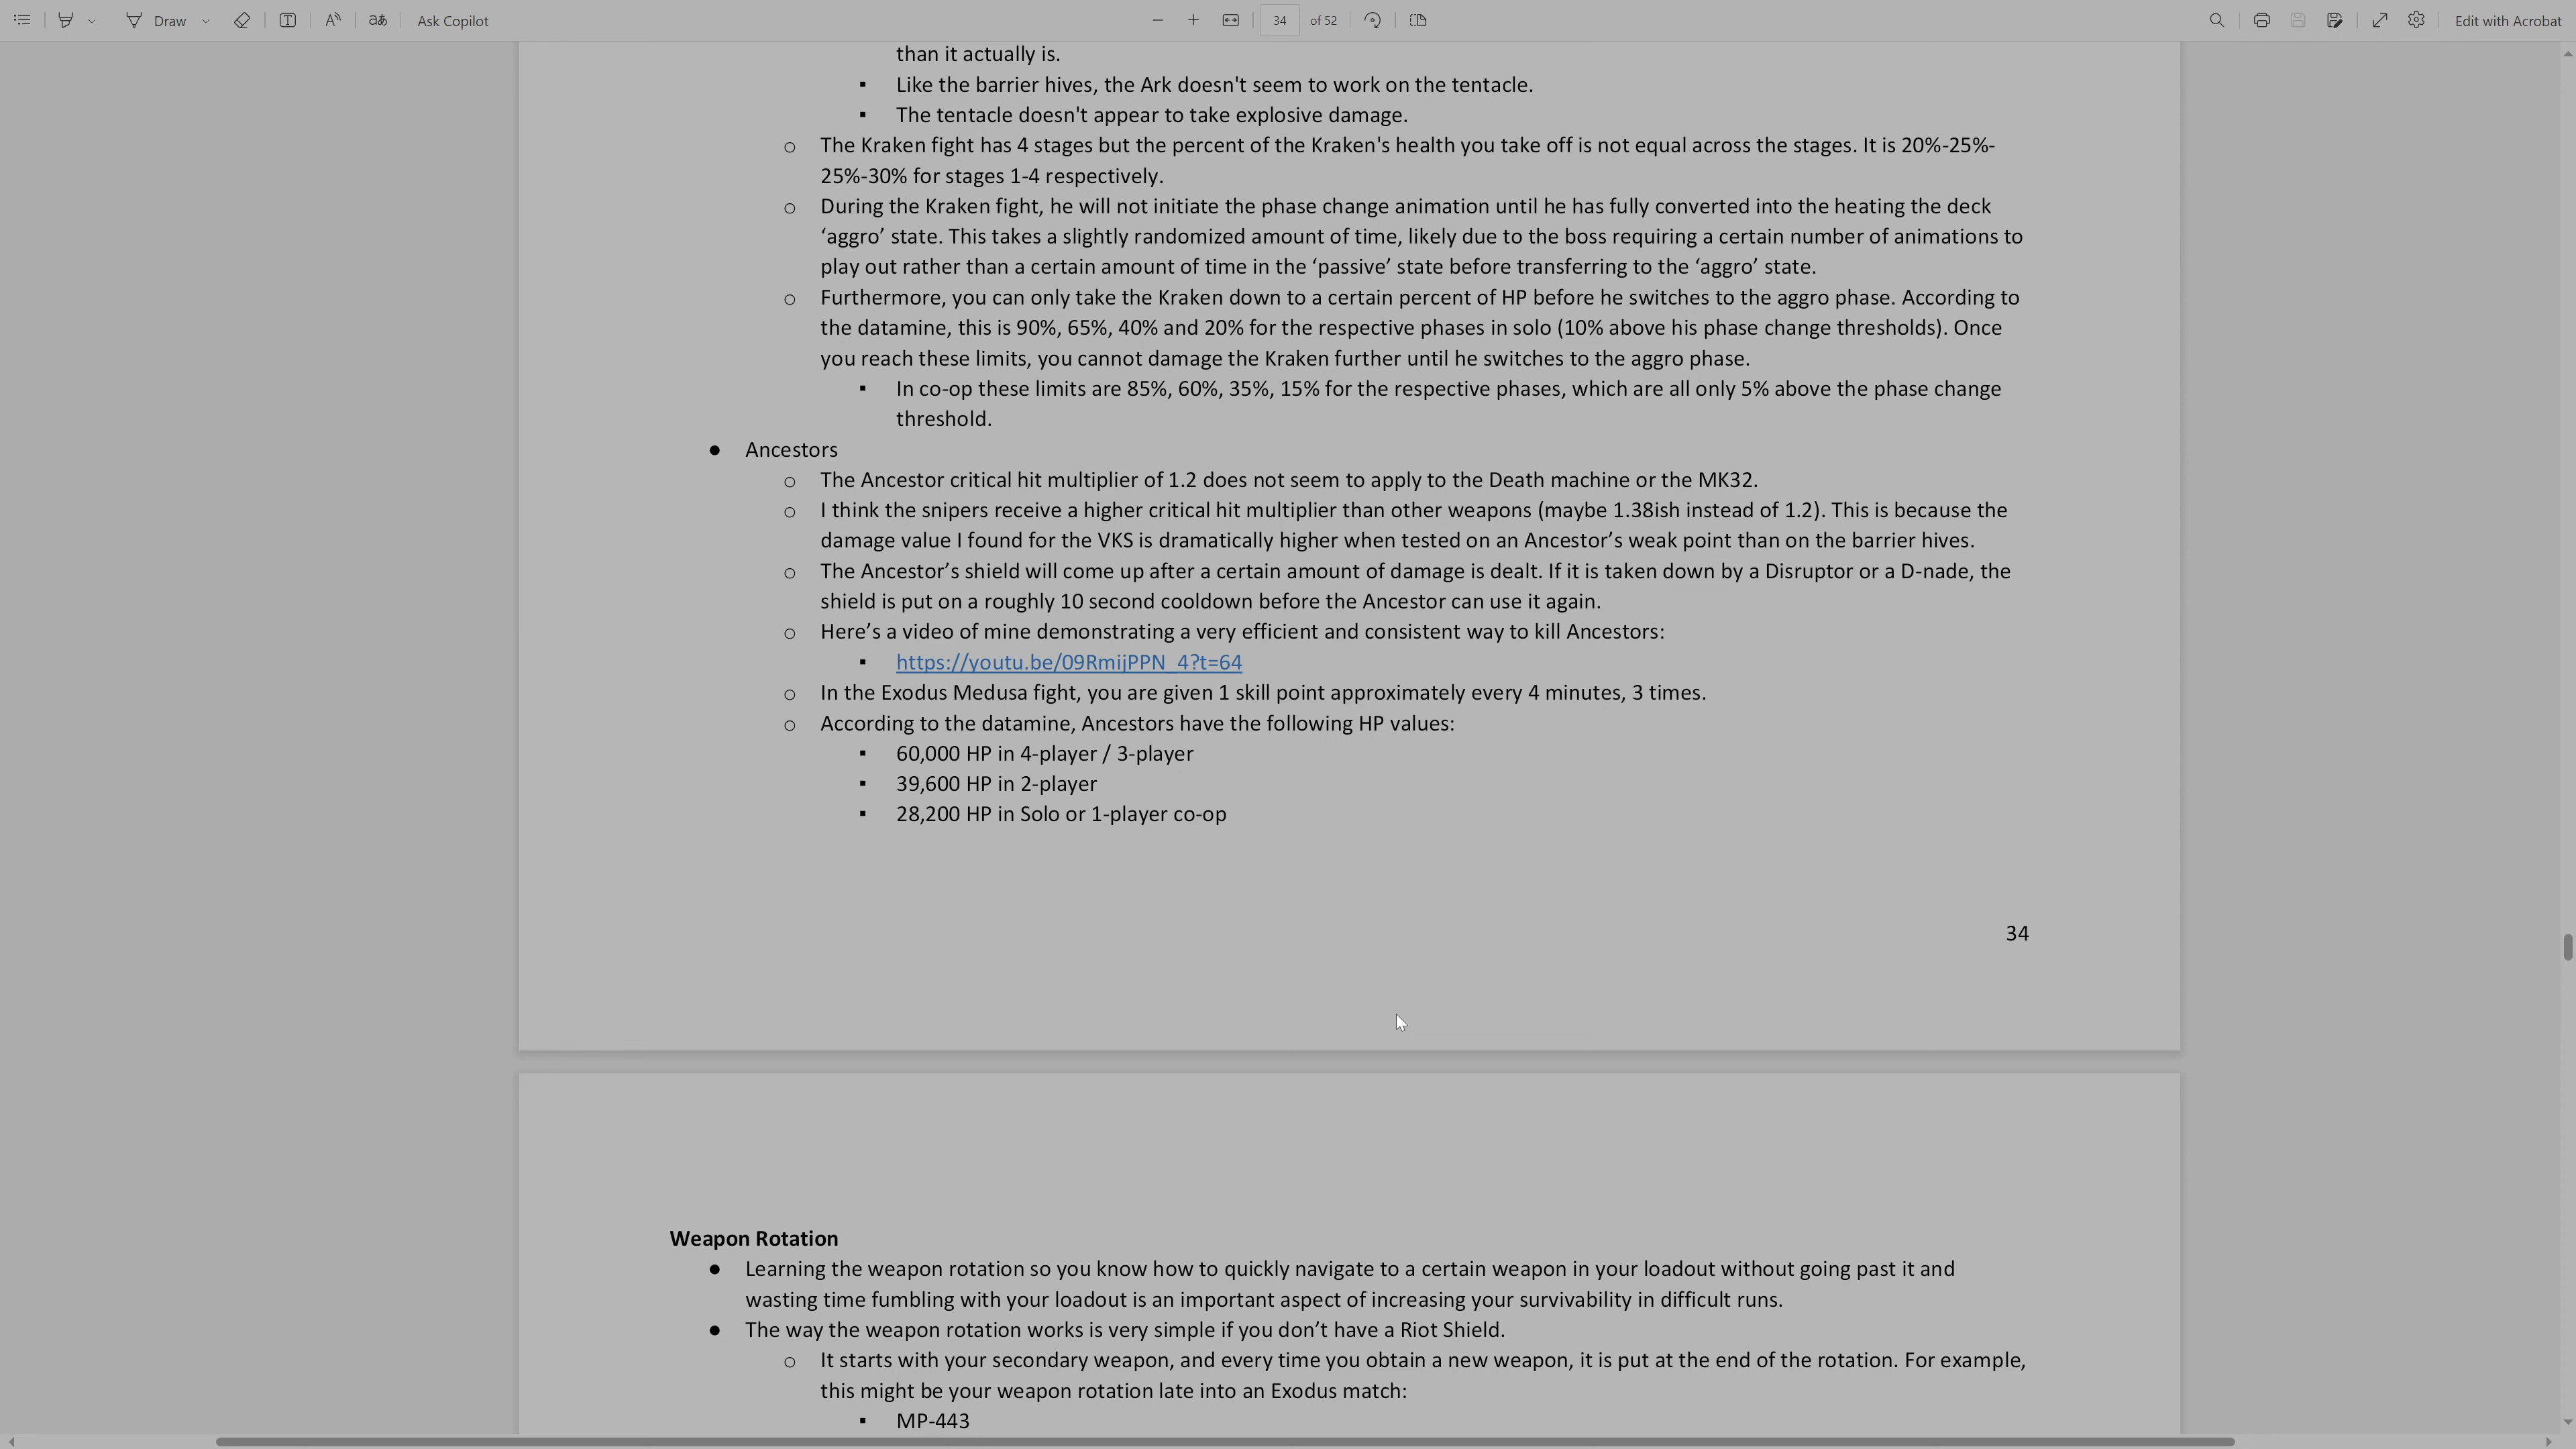 Draw
Ask Copilot
34 of 52
Edit with Acrobat
than it actually is.
▪ Like the barrier hives, the Ark doesn't seem to work on the tentacle.
▪ The tentacle doesn't appear to take explosive damage.
o The Kraken fight has 4 stages but the percent of the Kraken's health you take off is not equal across the stages. It is 20%-25%-
25%-30% for stages 1-4 respectively.
o During the Kraken fight, he will not initiate the phase change animation until he has fully converted into the heating the deck
‘aggro’ state. This takes a slightly randomized amount of time, likely due to the boss requiring a certain number of animations to
play out rather than a certain amount of time in the ‘passive’ state before transferring to the ‘aggro’ state.
o Furthermore, you can only take the Kraken down to a certain percent of HP before he switches to the aggro phase. According to
the datamine, this is 90%, 65%, 40% and 20% for the respective phases in solo (10% above his phase change thresholds). Once
you reach these limits, you cannot damage the Kraken further until he switches to the aggro phase.
▪ In co-op these limits are 85%, 60%, 35%, 15% for the respective phases, which are all only 5% above the phase change
threshold.
● Ancestors
o The Ancestor critical hit multiplier of 1.2 does not seem to apply to the Death machine or the MK32.
o I think the snipers receive a higher critical hit multiplier than other weapons (maybe 1.38ish instead of 1.2). This is because the
damage value I found for the VKS is dramatically higher when tested on an Ancestor’s weak point than on the barrier hives.
o The Ancestor’s shield will come up after a certain amount of damage is dealt. If it is taken down by a Disruptor or a D-nade, the
shield is put on a roughly 10 second cooldown before the Ancestor can use it again.
o Here’s a video of mine demonstrating a very efficient and consistent way to kill Ancestors:
▪ https://youtu.be/09RmijPPN_4?t=64
o In the Exodus Medusa fight, you are given 1 skill point approximately every 4 minutes, 3 times.
o According to the datamine, Ancestors have the following HP values:
▪ 60,000 HP in 4-player / 3-player
▪ 39,600 HP in 2-player
▪ 28,200 HP in Solo or 1-player co-op
34
Weapon Rotation
● Learning the weapon rotation so you know how to quickly navigate to a certain weapon in your loadout without going past it and
wasting time fumbling with your loadout is an important aspect of increasing your survivability in difficult runs.
● The way the weapon rotation works is very simple if you don’t have a Riot Shield.
o It starts with your secondary weapon, and every time you obtain a new weapon, it is put at the end of the rotation. For example,
this might be your weapon rotation late into an Exodus match:
▪ MP-443